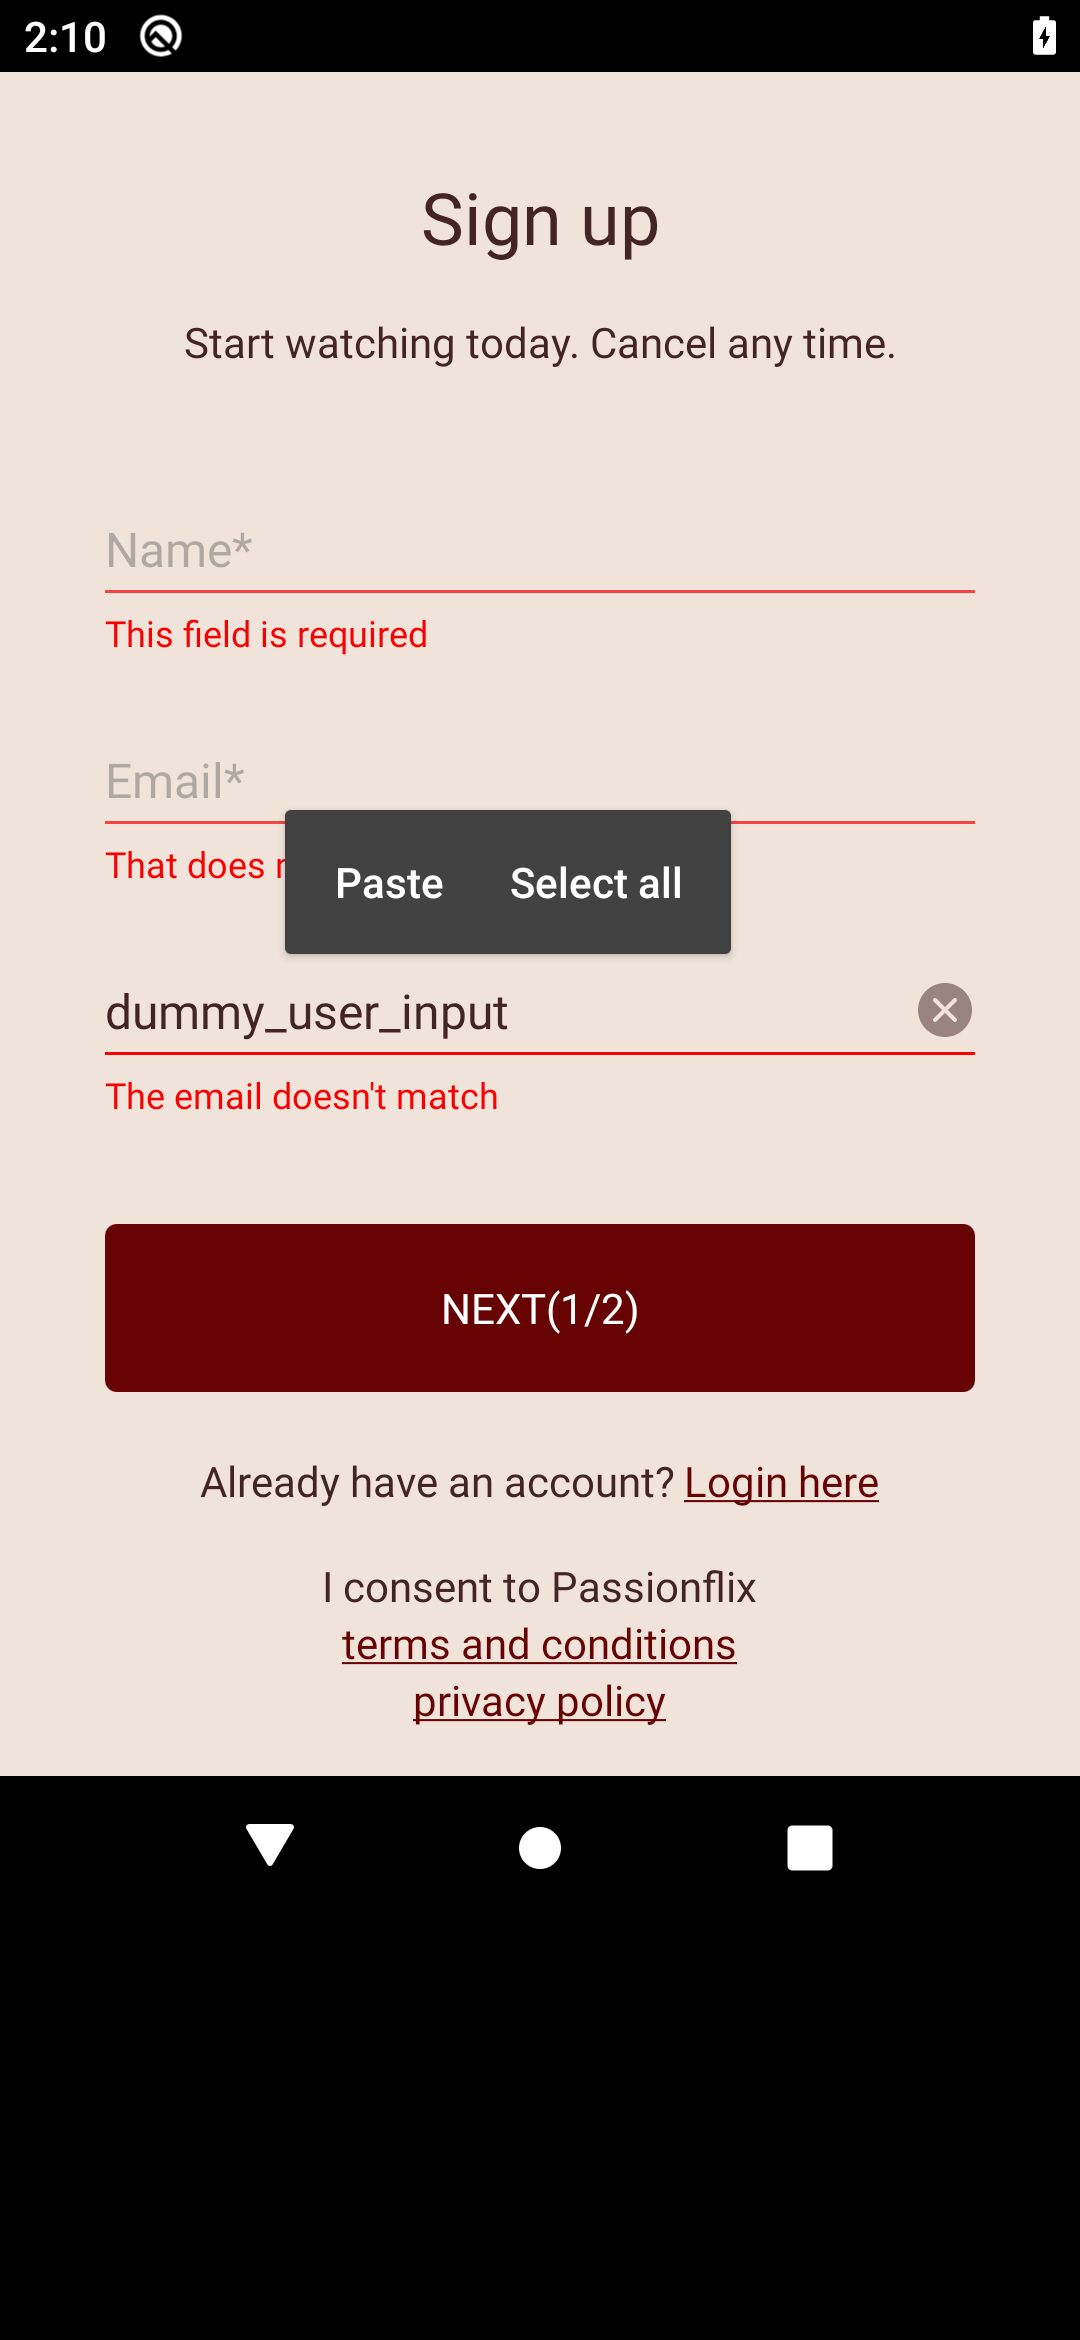 2:10
Sign up
Start watching today. Cancel any time.
Name*
This field is required
Email*
That does
Paste Select all
dummy_user_input
The email doesn't match
NEXT(1/2)
Already have an account? Login here
I consent to Passionflix
terms and conditions
privacy policy